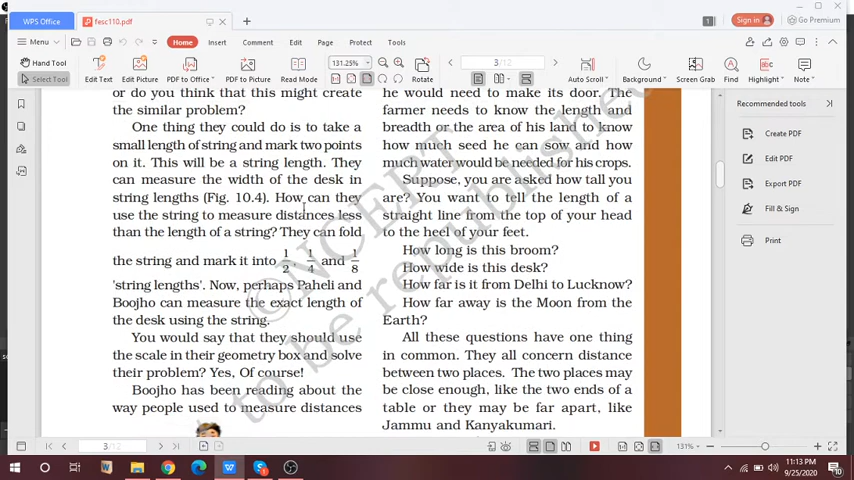 WPS Office
fesc110.pdf
1
Sign in
Go Premium
Menu
Home
Insert
Comment
Edit
Page
Protect
Tools
Hand Tool
Select Tool
Edit Text
Edit Picture
PDF to Office
PDF to Picture
Read Mode
131.25%
Rotate
3 /12
Auto Scroll
Background
Screen Grab
Find
Highlight
Note
or do you think that this might create
the similar problem?
One thing they could do is to take a
small length of string and mark two points
on it. This will be a string length. They
can measure the width of the desk in
string lengths (Fig. 10.4). How can they
use the string to measure distances less
than the length of a string? They can fold
the string and mark it into 1/2, 1/4 and 1/8
'string lengths'. Now, perhaps Paheli and
Boojho can measure the exact length of
the desk using the string.
You would say that they should use
the scale in their geometry box and solve
their problem? Yes, Of course!
Boojho has been reading about the
way people used to measure distances
he would need to make its door. The
farmer needs to know the length and
breadth or the area of his land to know
how much seed he can sow and how
much water would be needed for his crops.
Suppose, you are asked how tall you
are? You want to tell the length of a
straight line from the top of your head
to the heel of your feet.
How long is this broom?
How wide is this desk?
How far is it from Delhi to Lucknow?
How far away is the Moon from the
Earth?
All these questions have one thing
in common. They all concern distance
between two places. The two places may
be close enough, like the two ends of a
table or they may be far apart, like
Jammu and Kanyakumari.
©NCERT
to be republished
Recommended tools
Create PDF
Edit PDF
Export PDF
Fill & Sign
Print
3/12
131%
11:13 PM
9/25/2020
10